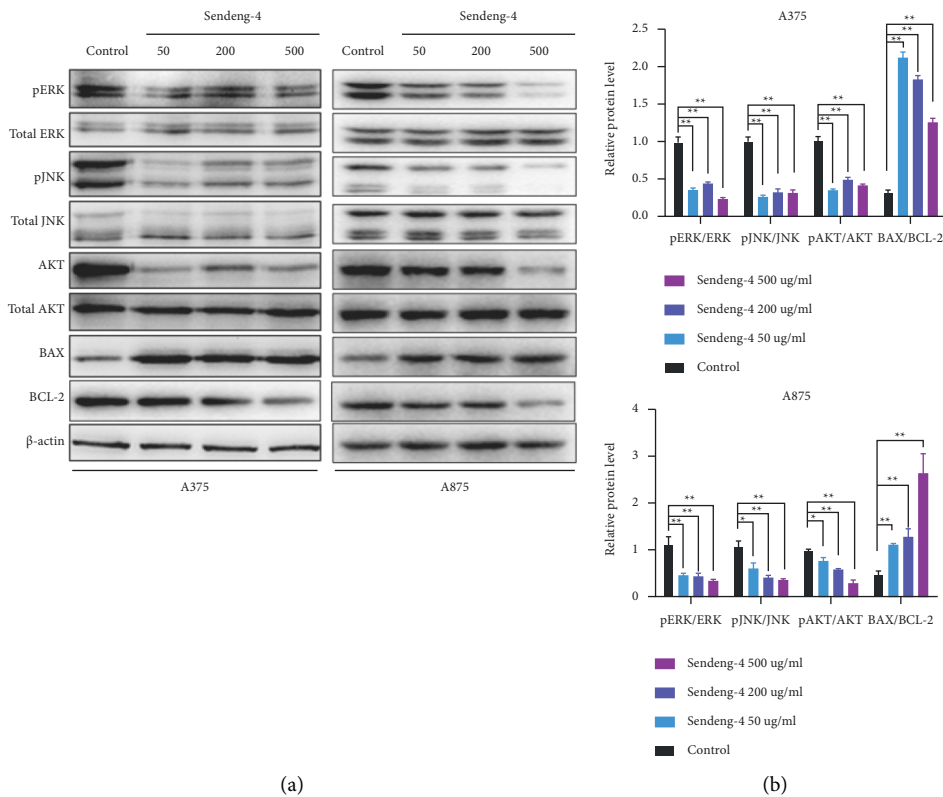 (a)
Sendeng-4
Sendeng-4
Control 50 200 500
Control 50 200 500
pERK
Total ERK
pJNK
Total JNK
AKT
Total AKT
BAX
BCL-2
β-actin
A375
A875
(b)
A375
Relative protein level
2.5
2.0
1.5
1.0
0.5
0.0
** ** **
** ** **
** ** **
** ** **
pERK/ERK pJNK/JNK pAKT/AKT BAX/BCL-2
Sendeng-4 500 ug/ml
Sendeng-4 200 ug/ml
Sendeng-4 50 ug/ml
Control
A875
Relative protein level
4
3
2
1
0
** ** **
** ** *
** ** *
** ** **
pERK/ERK pJNK/JNK pAKT/AKT BAX/BCL-2
Sendeng-4 500 ug/ml
Sendeng-4 200 ug/ml
Sendeng-4 50 ug/ml
Control
(a)
(b)